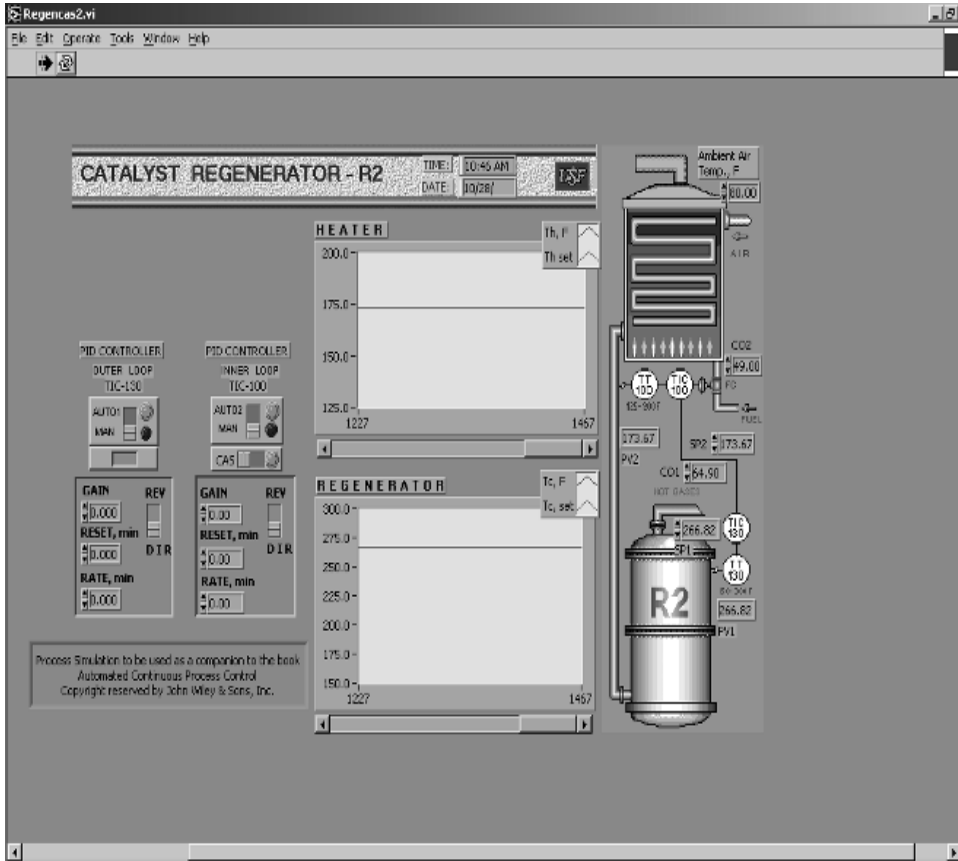 Regencas2.vi
File Edit Operate Tools Window Help
CATALYST REGENERATOR - R2
TIME: 10:46 AM
DATE: 10/28/
USF
Ambient Air
Temp., F
80.00
AIR
HEATER
Th, F
Th set
200.0
175.0
150.0
125.0
1227 1467
PID CONTROLLER
OUTER LOOP
TIC-130
AUTO1
MAN
PID CONTROLLER
INNER LOOP
TIC-100
AUTO2
MAN
CAS
CO2
49.00
FC
FUEL
TT
100
TIC
100
173.67
PV2
SP2 173.67
CO1 64.90
HOT GASES
REGENERATOR
Tc, F
Tc, set
300.0
275.0
250.0
225.0
200.0
175.0
150.0
1227 1467
GAIN REV
0.000
RESET, min
0.000 DIR
RATE, min
0.000
GAIN REV
0.00
RESET, min
0.00 DIR
RATE, min
0.00
266.82
SP1
TIC
130
TT
130
R2
266.82
PV1
Process Simulation to be used as a companion to the book
Automated Continuous Process Control
Copyright reserved by John Wiley & Sons, Inc.